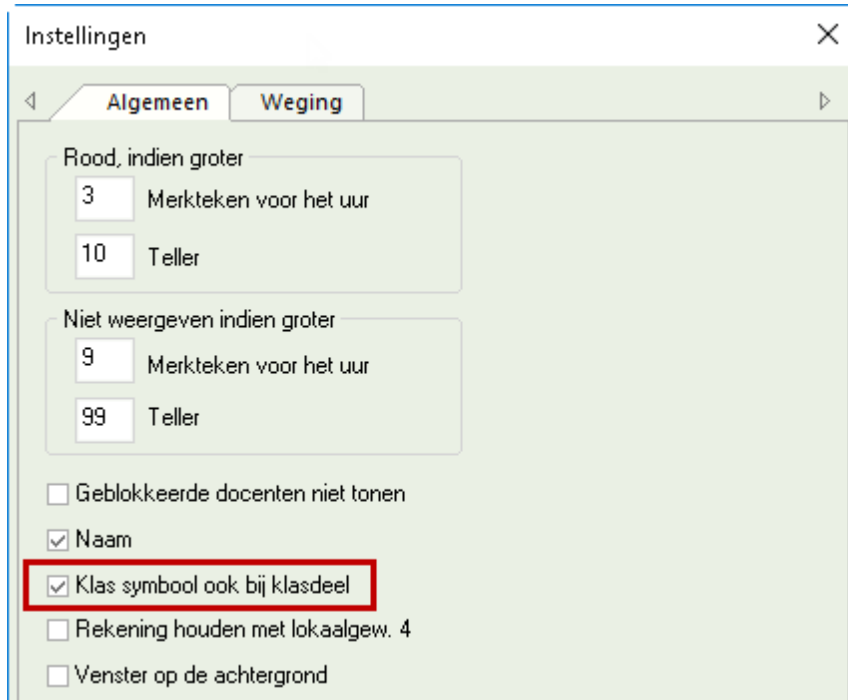 Instellingen
Algemeen Weging
Rood, indien groter
3 Merkteken voor het uur
10 Teller
Niet weergeven indien groter
9 Merkteken voor het uur
99 Teller
Geblokkeerde docenten niet tonen
Naam
Klas symbool ook bij klasdeel
Rekening houden met lokaalgew. 4
Venster op de achtergrond